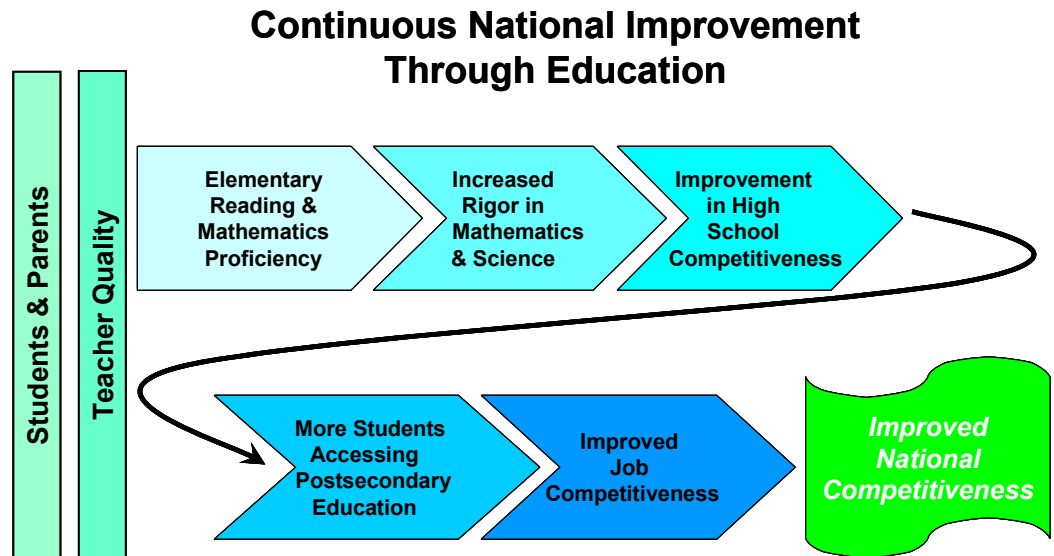 Continuous National Improvement
Through Education
Students & Parents
Teacher Quality
Elementary
Reading &
Mathematics
Proficiency
Increased
Rigor in
Mathematics
& Science
Improvement
in High
School
Competitiveness
More Students
Accessing
Postsecondary
Education
Improved
Job
Competitiveness
Improved
National
Competitiveness